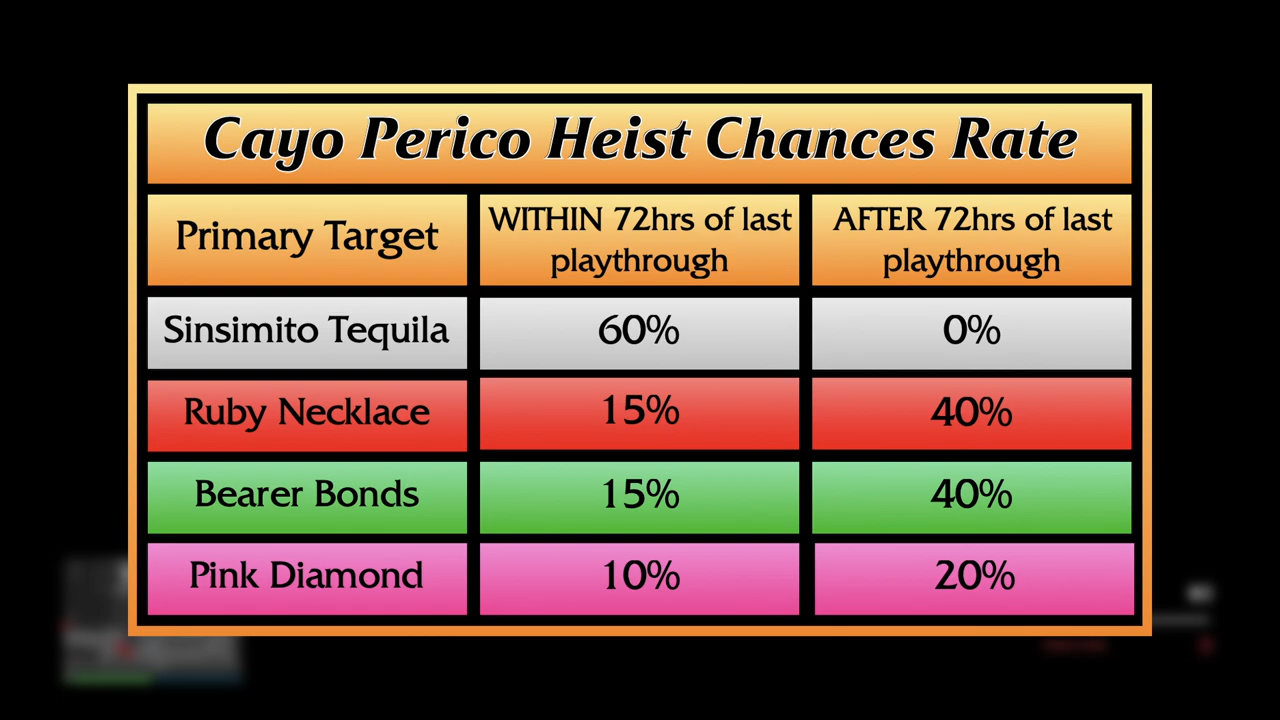 Cayo Perico Heist Chances Rate
Primary Target
WITHIN 72hrs of last
playthrough
AFTER 72hrs of last
playthrough
Sinsimito Tequila
60%
0%
Ruby Necklace
15%
40%
Bearer Bonds
15%
40%
Pink Diamond
10%
20%